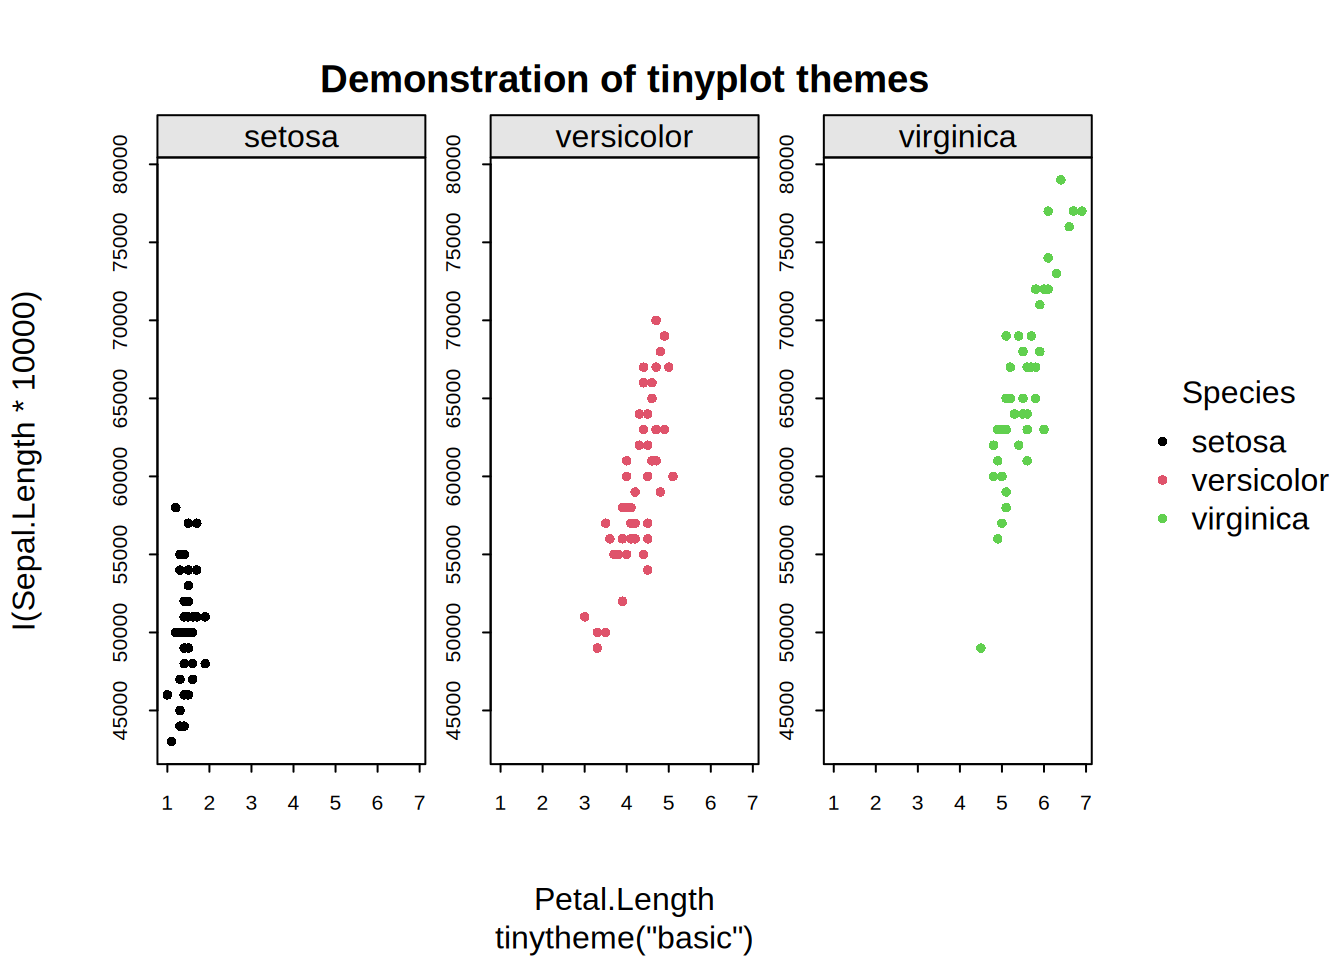 Demonstration of tinyplot themes
setosa
versicolor
virginica
I(Sepal.Length * 10000)
80000
75000
70000
65000
60000
55000
50000
45000
80000
75000
70000
65000
60000
55000
50000
45000
80000
75000
70000
65000
60000
55000
50000
45000
1 2 3 4 5 6 7
1 2 3 4 5 6 7
1 2 3 4 5 6 7
Species
setosa
versicolor
virginica
Petal.Length
tinytheme("basic")